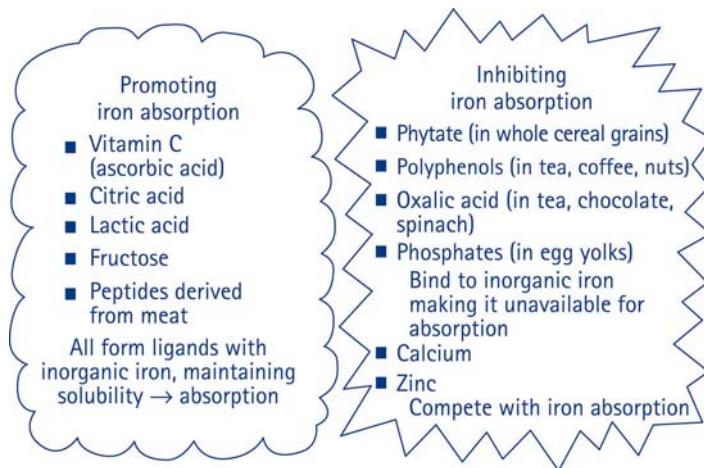 Promoting
iron absorption
■ Vitamin C
(ascorbic acid)
■ Citric acid
■ Lactic acid
■ Fructose
■ Peptides derived
from meat
All form ligands with
inorganic iron, maintaining
solubility → absorption
Inhibiting
iron absorption
■ Phytate (in whole cereal grains)
■ Polyphenols (in tea, coffee, nuts)
■ Oxalic acid (in tea, chocolate,
spinach)
■ Phosphates (in egg yolks)
Bind to inorganic iron
making it unavailable for
absorption
■ Calcium
■ Zinc
Compete with iron absorption